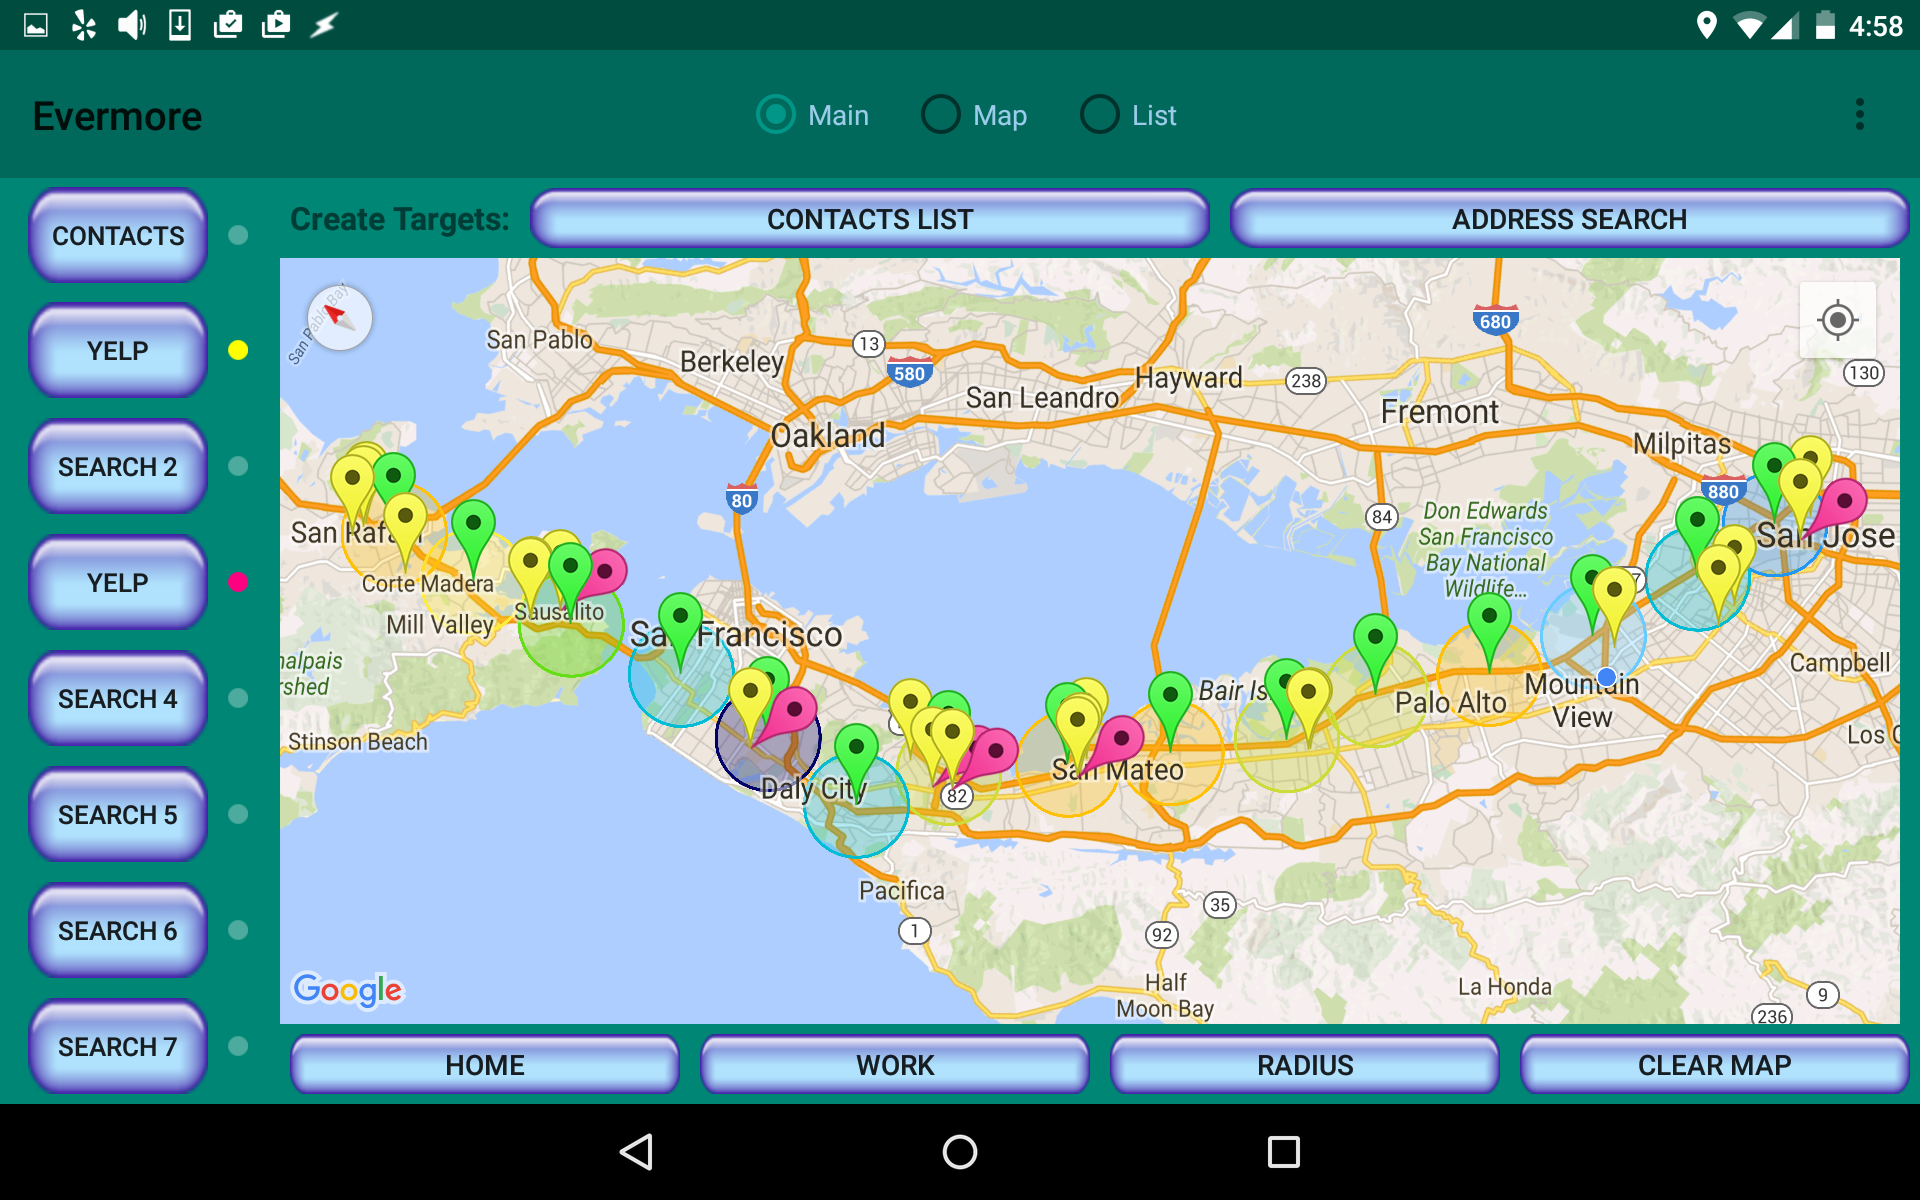 4:58
Evermore
Main
Map
List
CONTACTS
YELP
SEARCH 2
YELP
SEARCH 4
SEARCH 5
SEARCH 6
SEARCH 7
Create Targets:
CONTACTS LIST
ADDRESS SEARCH
San Pablo Bay
San Pablo
Berkeley
13
580
680
130
Hayward
238
San Leandro
Fremont
Oakland
Milpitas
80
880
84
Don Edwards
San Francisco
Bay National
Wildlife...
San Jose
San Rafa
Corte Madera
Sausalito
Mill Valley
San Francisco
alpais
shed
Campbell
Bair Is
Palo Alto
Mountain
View
Stinson Beach
Los
San Mateo
Daly City
82
Pacifica
35
1
92
Half
Moon Bay
La Honda
9
236
Google
HOME
WORK
RADIUS
CLEAR MAP